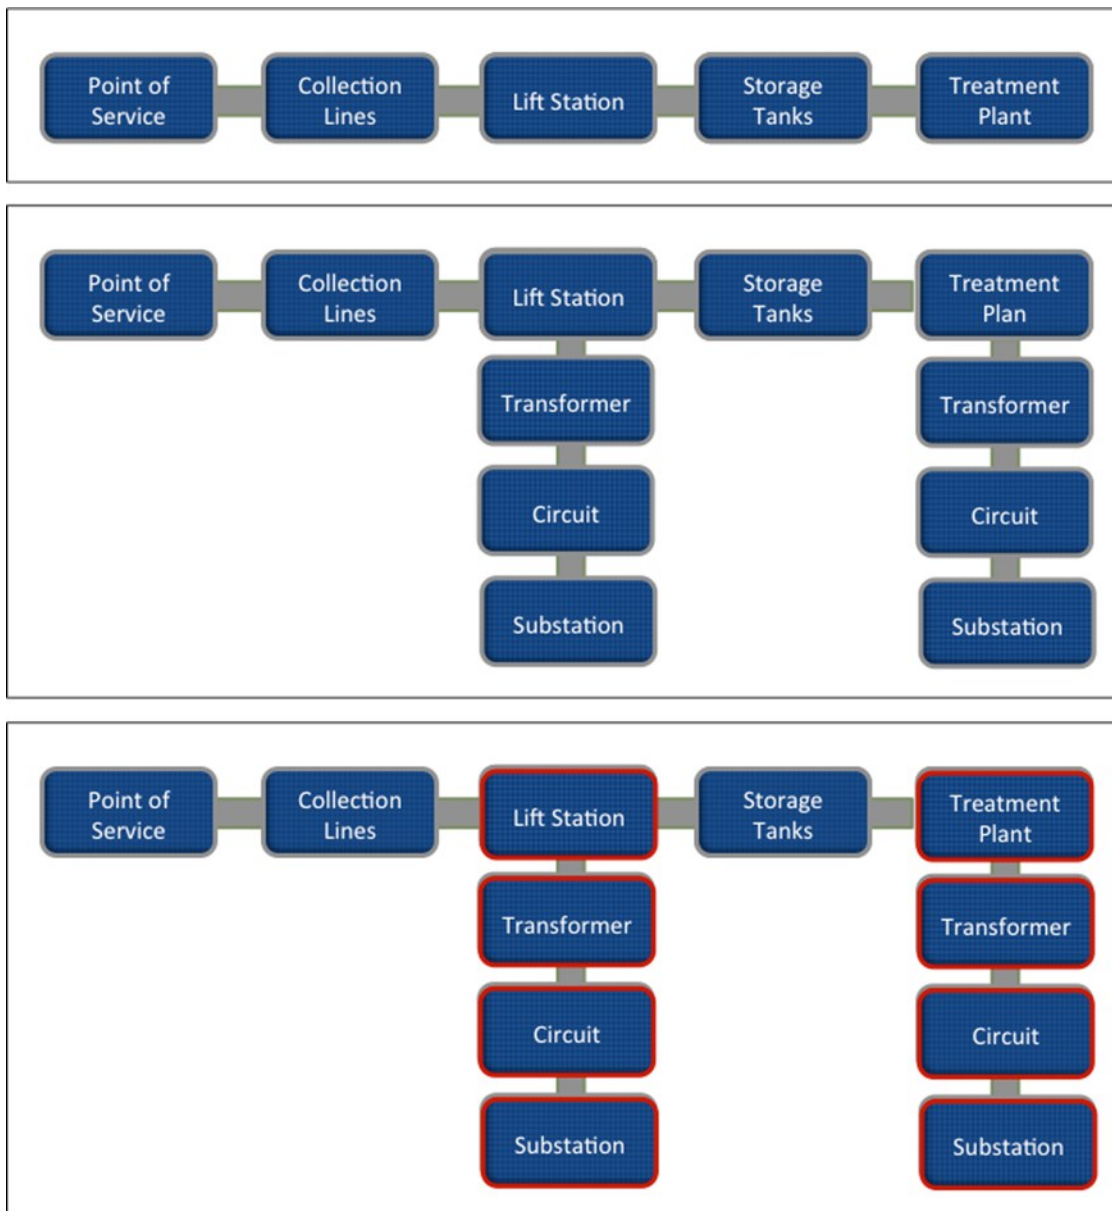 Point of
Service
Collection
Lines
Lift Station
Storage
Tanks
Treatment
Plant
Point of
Service
Collection
Lines
Lift Station
Storage
Tanks
Treatment
Plan
Transformer
Transformer
Circuit
Circuit
Substation
Substation
Point of
Service
Collection
Lines
Lift Station
Storage
Tanks
Treatment
Plant
Transformer
Transformer
Circuit
Circuit
Substation
Substation